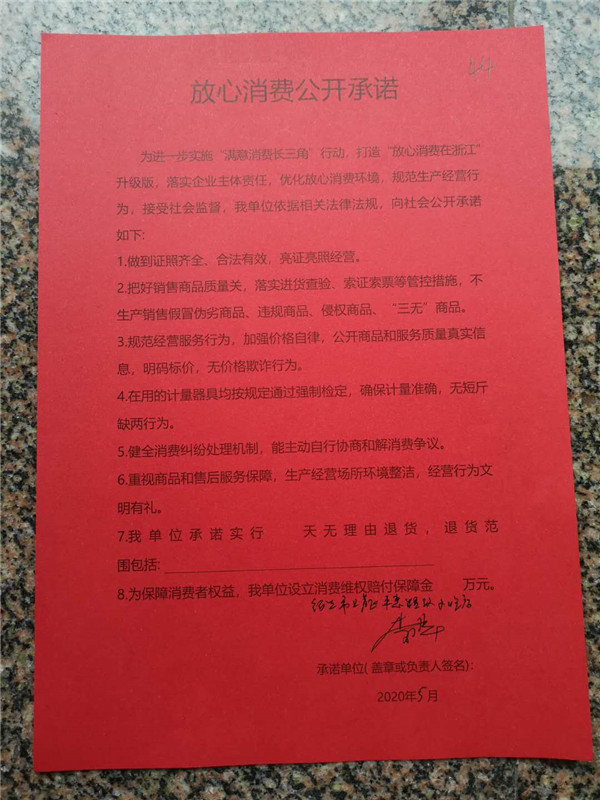 放心消费公开承诺
为进一步实施“满意消费长三角”行动，打造“放心消费在浙江”
升级版，落实企业主体责任，优化放心消费环境，规范生产经营行
为，接受社会监督，我单位依据相关法律法规，向社会公开承诺
如下：
1.做到证照齐全、合法有效，亮证亮照经营。
2.把好销售商品质量关，落实进货查验、索证索票等管控措施，不
生产销售假冒伪劣商品、违规商品、侵权商品、“三无”商品。
3.规范经营服务行为，加强价格自律，公开商品和服务质量真实信
息，明码标价，无价格欺诈行为。
4.在用的计量器具均按规定通过强制检定，确保计量准确，无短斤
缺两行为。
5.健全消费纠纷处理机制，能主动自行协商和解消费争议。
6.重视商品和售后服务保障，生产经营场所环境整洁，经营行为文
明有礼。
7.我单位承诺实行 天无理由退货，退货范
围包括：
8.为保障消费者权益，我单位设立消费维权赔付保障金 万元。
承诺单位(盖章或负责人签名)：
2020年5月